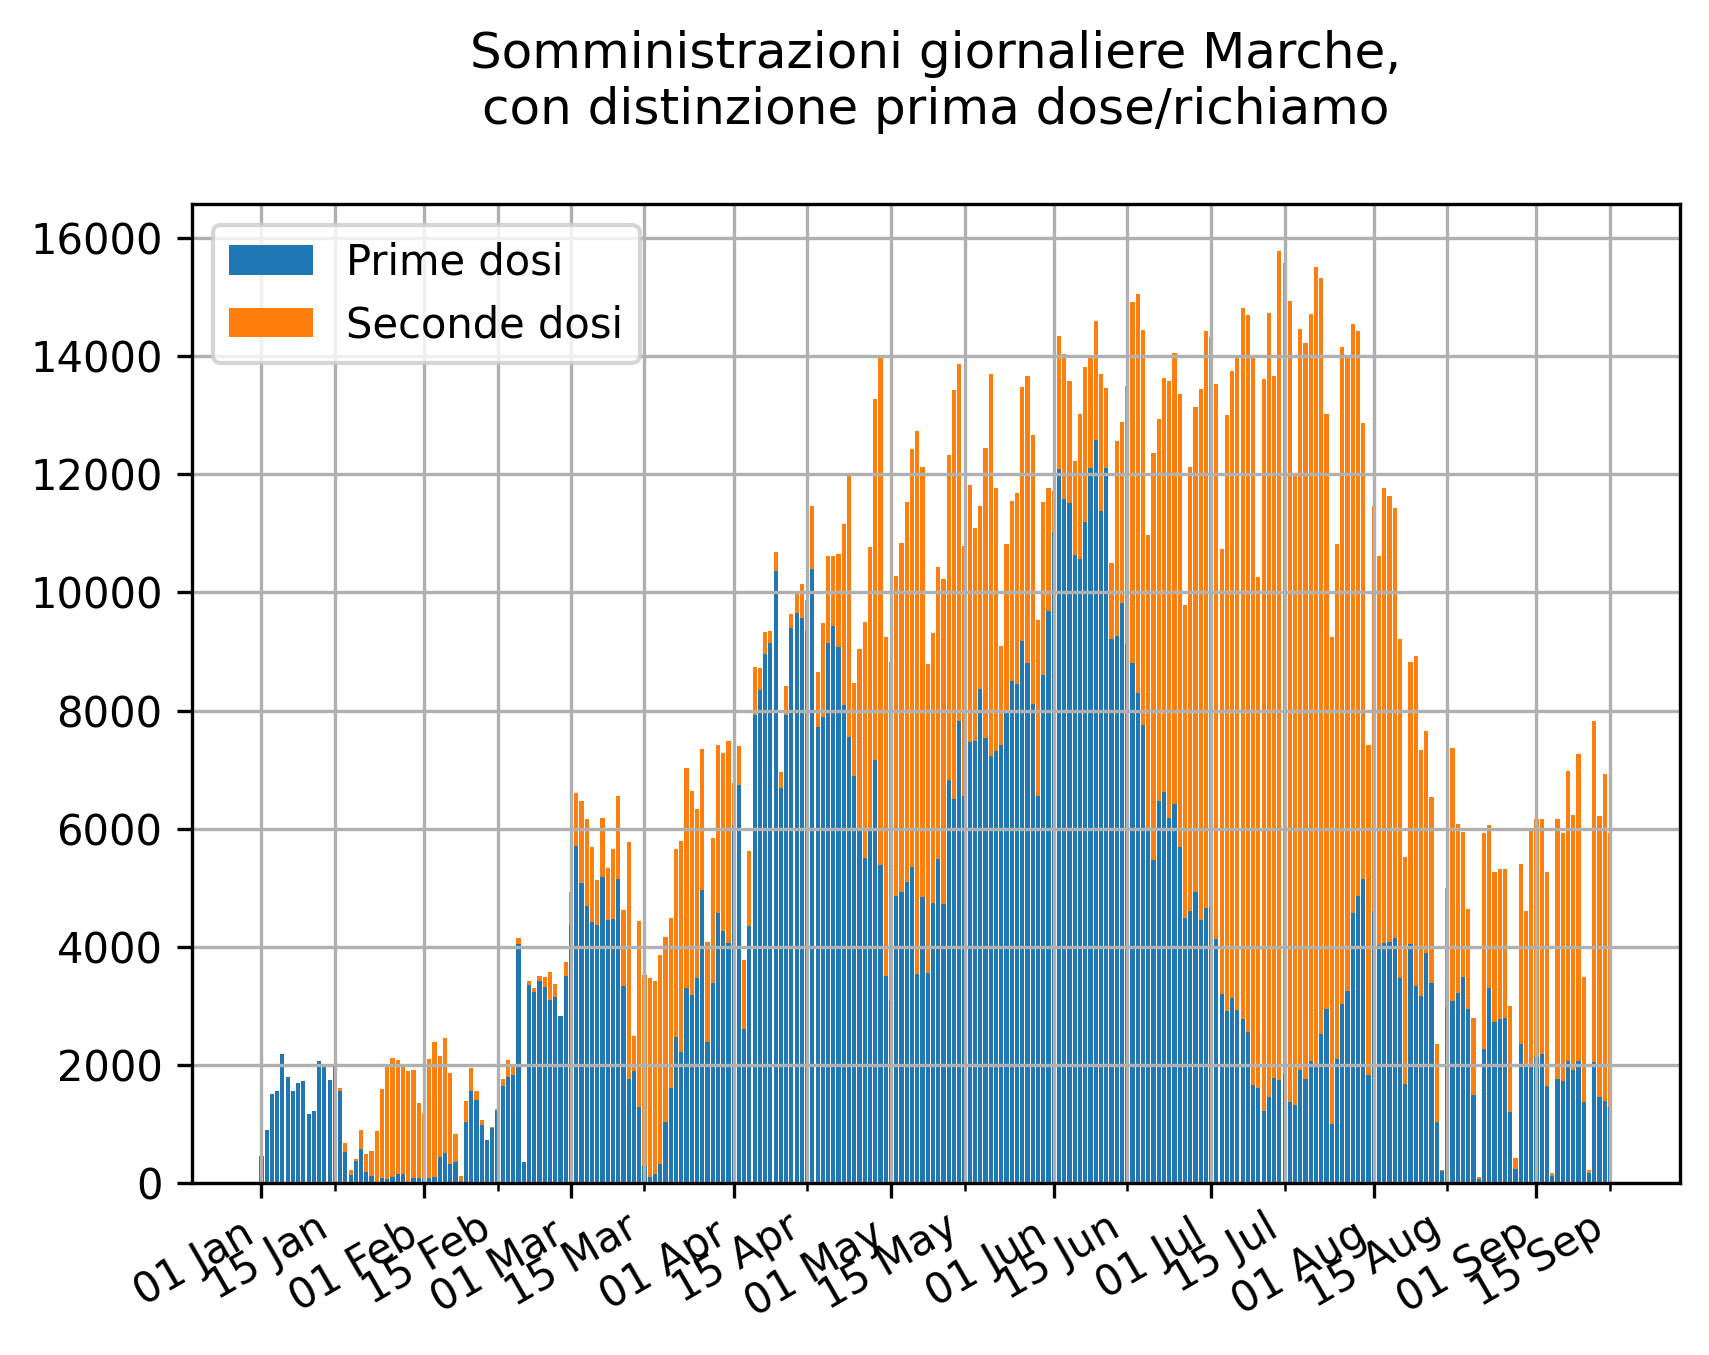 Somministrazioni giornaliere Marche,
con distinzione prima dose/richiamo
Prime dosi
Seconde dosi
16000
14000
12000
10000
8000
6000
4000
2000
0
01 Jan
15 Jan
01 Feb
15 Feb
01 Mar
15 Mar
01 Apr
15 Apr
01 May
15 May
01 Jun
15 Jun
01 Jul
15 Jul
01 Aug
15 Aug
01 Sep
15 Sep